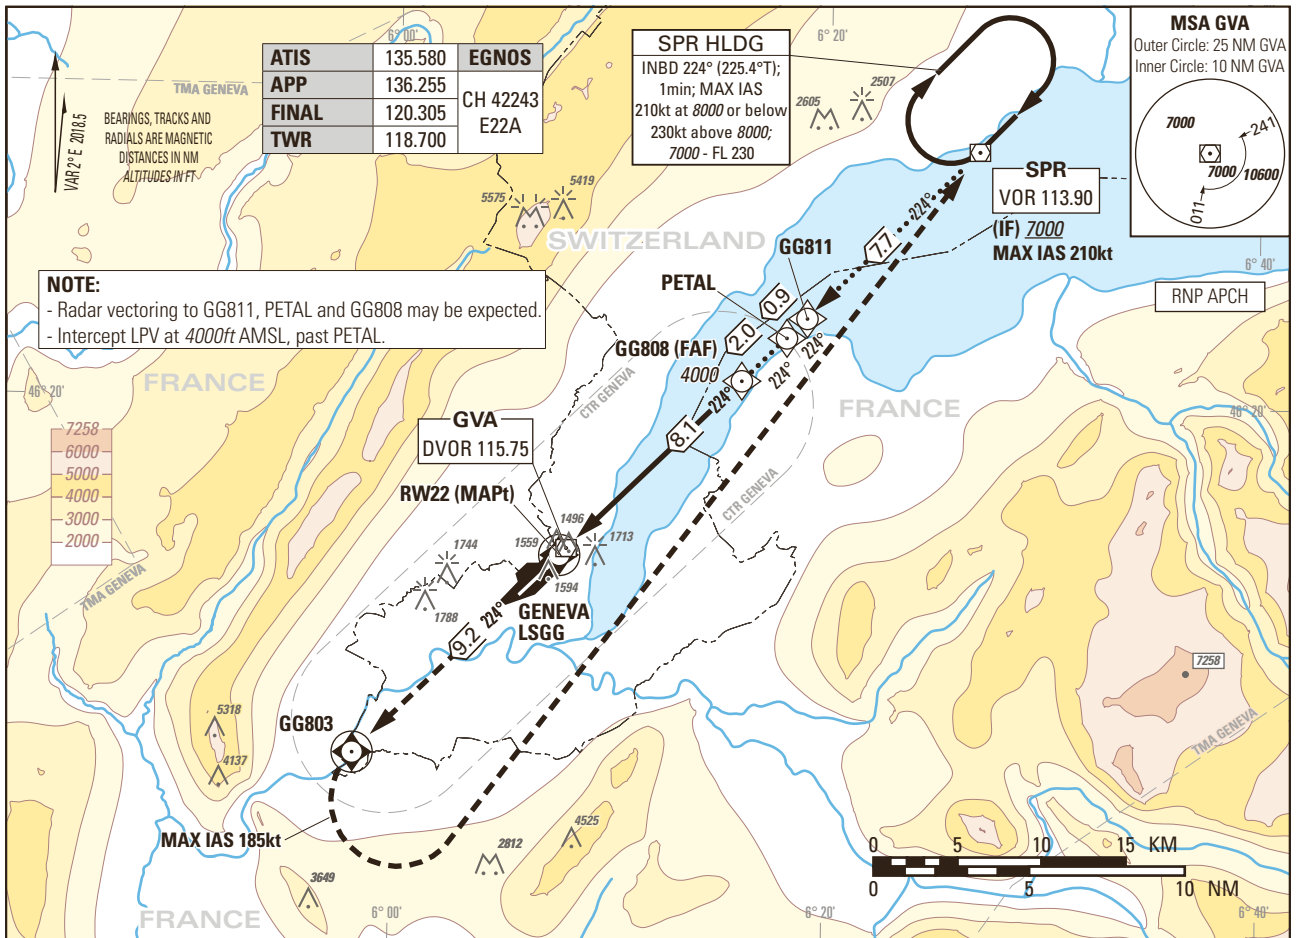 6° 00'
6° 20'
ATIS 135.580 EGNOS
APP 136.255 CH 42243
FINAL 120.305 E22A
TWR 118.700
TMA GENEVA
VAR 2° E 2018.5
BEARINGS, TRACKS AND
RADIALS ARE MAGNETIC
DISTANCES IN NM
ALTITUDES IN FT
SPR HLDG
INBD 224° (225.4°T);
1min; MAX IAS
210kt at 8000 or below
230kt above 8000;
7000 - FL 230
2605
2507
MSA GVA
Outer Circle: 25 NM GVA
Inner Circle: 10 NM GVA
7000
241
7000
10600
011
5575
5419
SWITZERLAND
SPR
VOR 113.90
(IF) 7000
MAX IAS 210kt
224°
7.7
GG811
PETAL
6° 40'
RNP APCH
NOTE:
- Radar vectoring to GG811, PETAL and GG808 may be expected.
- Intercept LPV at 4000ft AMSL, past PETAL.
0.9
2.0
224°
224°
GG808 (FAF)
4000
224°
46° 20'
FRANCE
CTR GENEVA
FRANCE
46° 20'
7258
6000
5000
4000
3000
2000
GVA
DVOR 115.75
8.1
RW22 (MAPt)
CTR GENEVA
1496
1559
1713
1744
1594
1788
TMA GENEVA
GENEVA
LSGG
224°
9.2
7258
5318
GG803
4137
TMA GENEVA
MAX IAS 185kt
4525
2812
3649
0 5 10 15 KM
0 5 10 NM
FRANCE
6° 00'
6° 20'
6° 40'